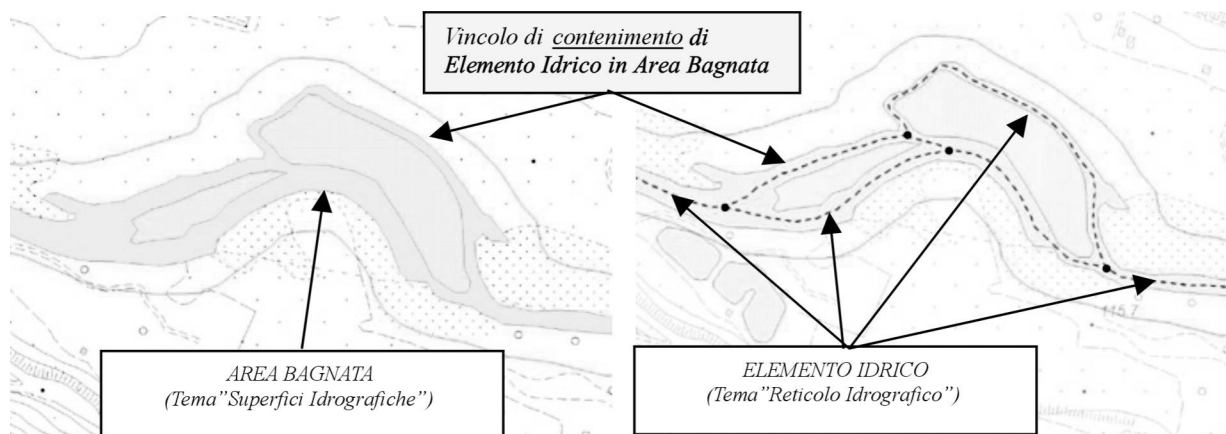 Vincolo di contenimento di
Elemento Idrico in Area Bagnata
115.7
AREA BAGNATA
(Tema”Superfici Idrografiche”)
ELEMENTO IDRICO
(Tema”Reticolo Idrografico”)